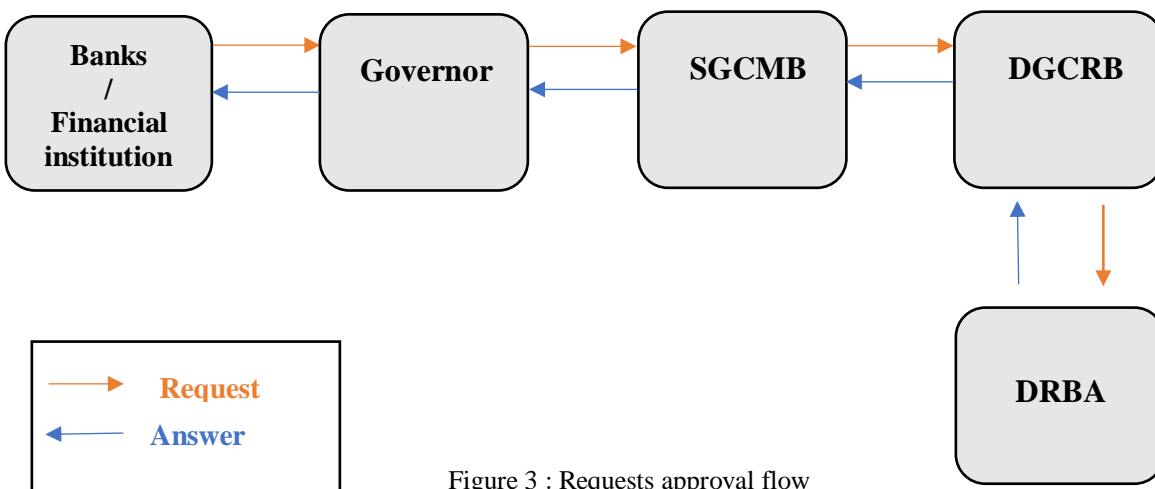 Banks
/
Financial
institution
Governor
SGCMB
DGCRB
DRBA
Request
Answer
Figure 3 : Requests approval flow